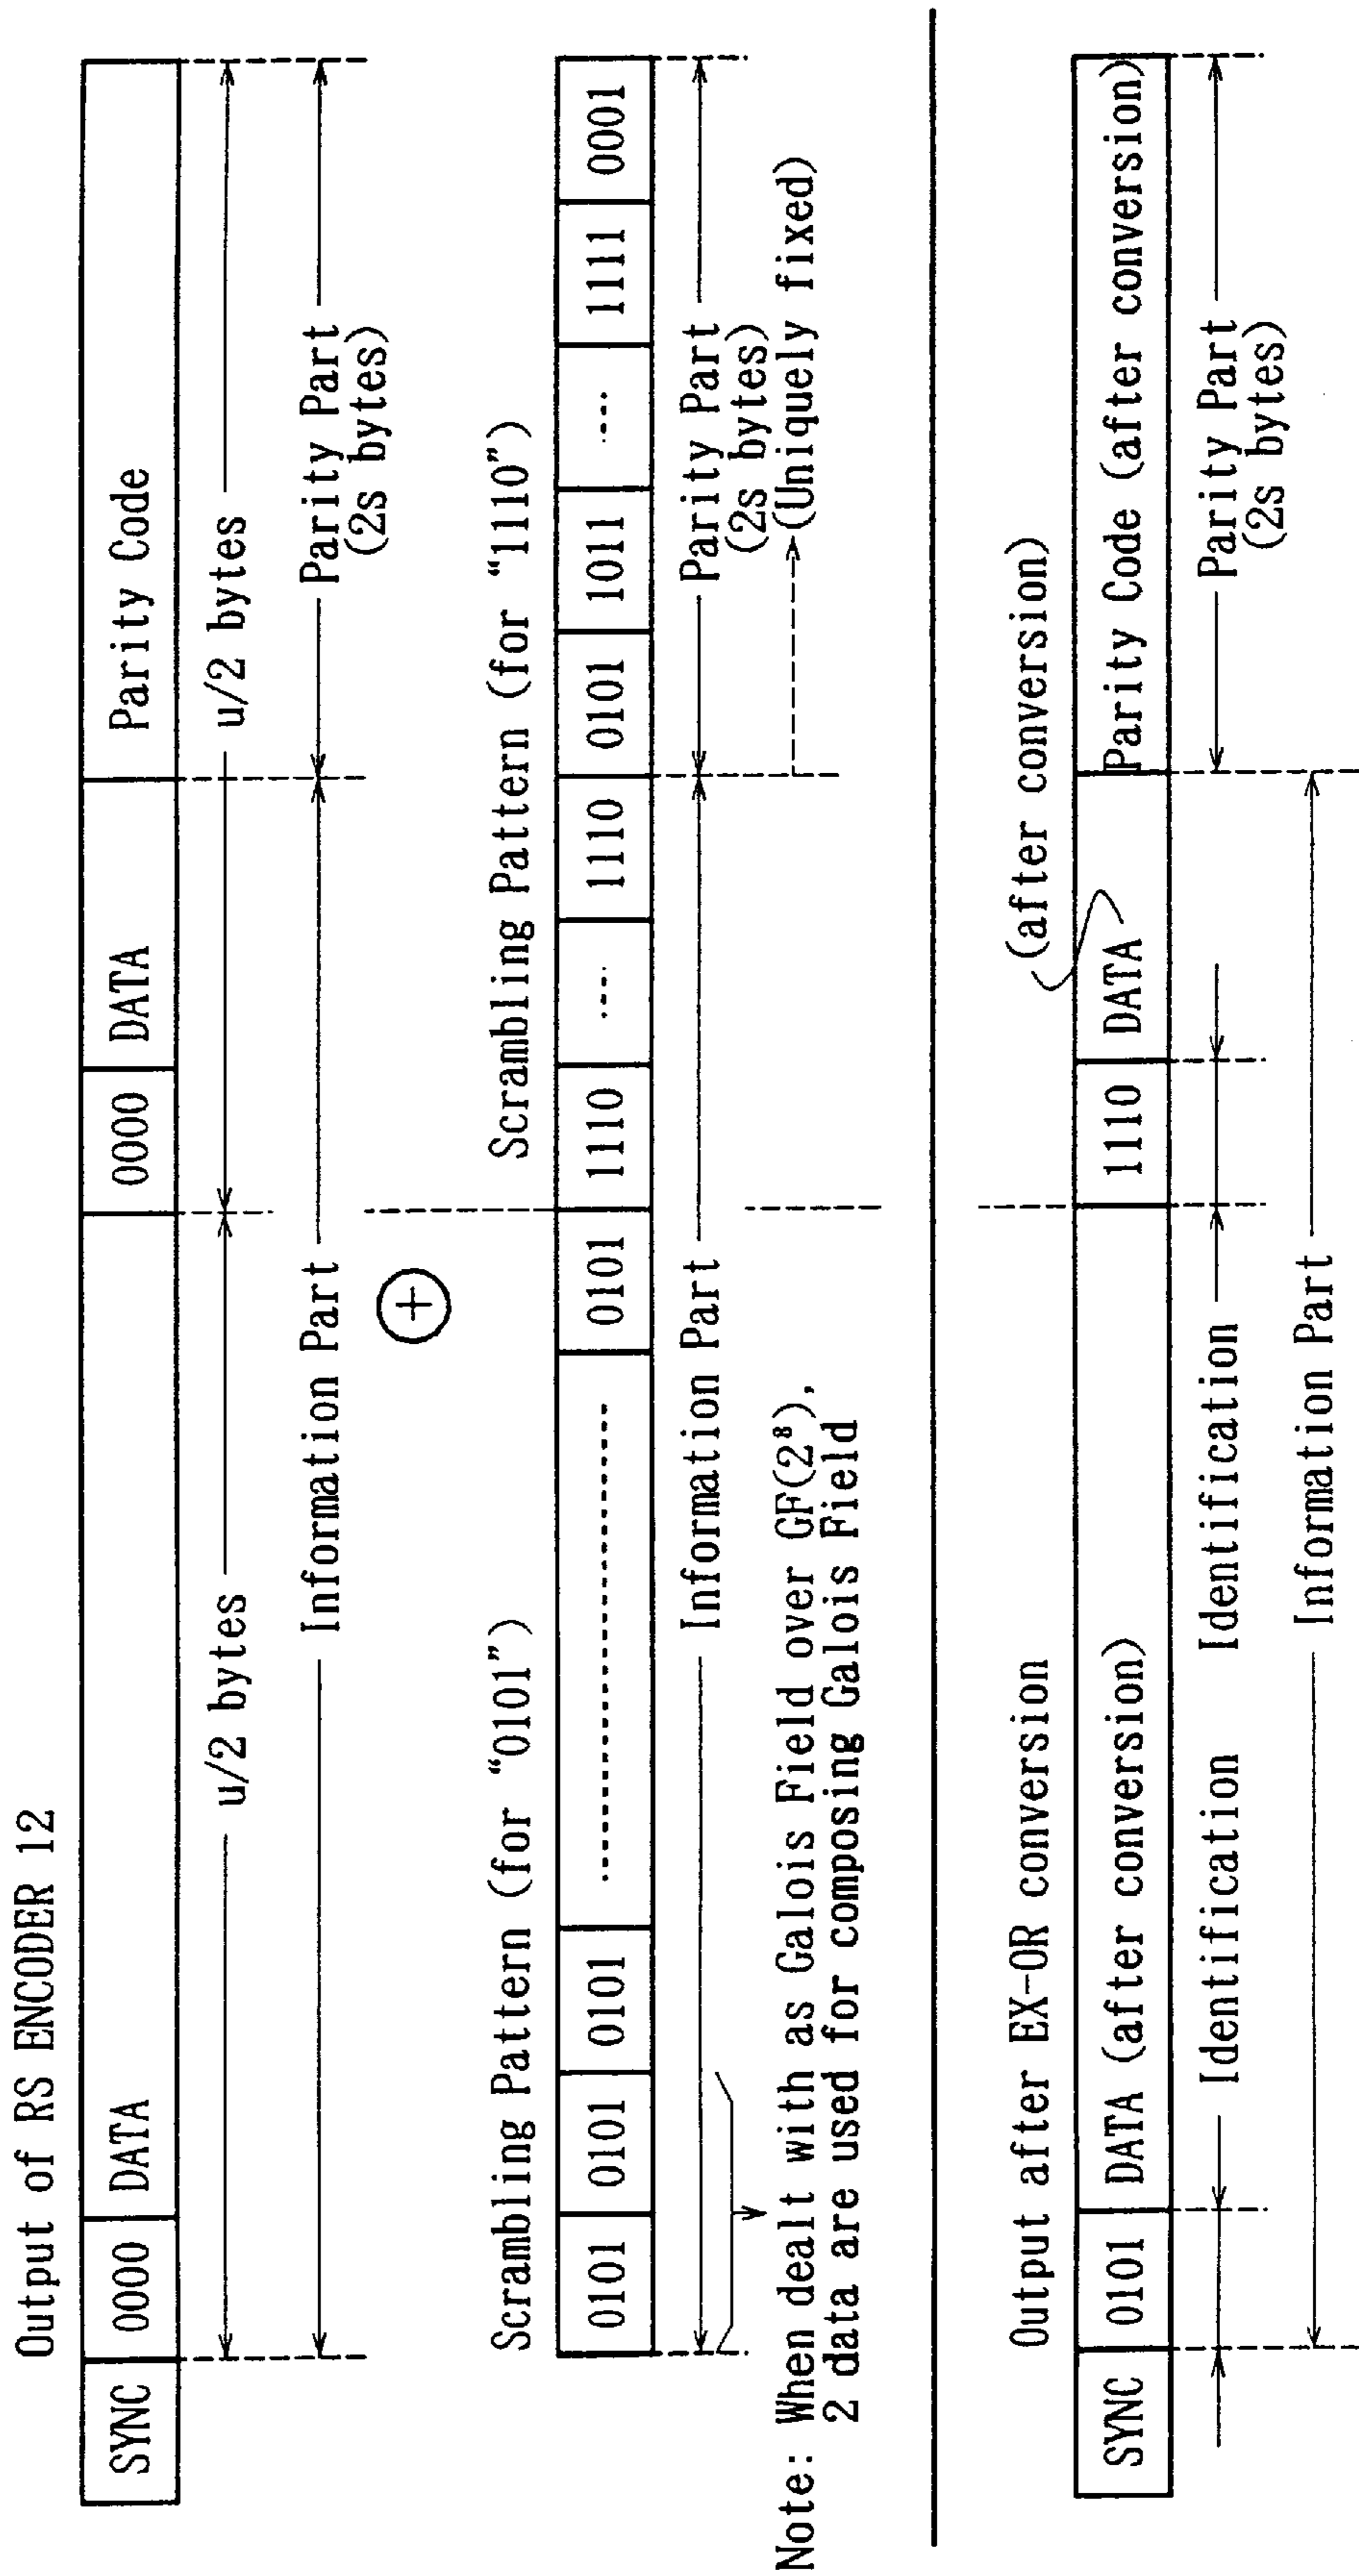 Output of RS ENCODER 12
SYNC 0000 DATA 0000 DATA Parity Code
u/2 bytes u/2 bytes
Information Part Parity Part
(2s bytes)
+
Scrambling Pattern (for “0101”) Scrambling Pattern (for “1110”)
0101 0101 0101 0101 1110 ... 1110 0101 1011 ... 1111 0001
Information Part Parity Part
(2s bytes)
(Uniquely fixed)
Note: When dealt with as Galois Field over GF(2⁸),
2 data are used for composing Galois Field
Output after EX-OR conversion (after conversion)
SYNC 0101 DATA (after conversion) 1110 DATA Parity Code (after conversion)
Identification Identification Parity Part
(2s bytes)
Information Part